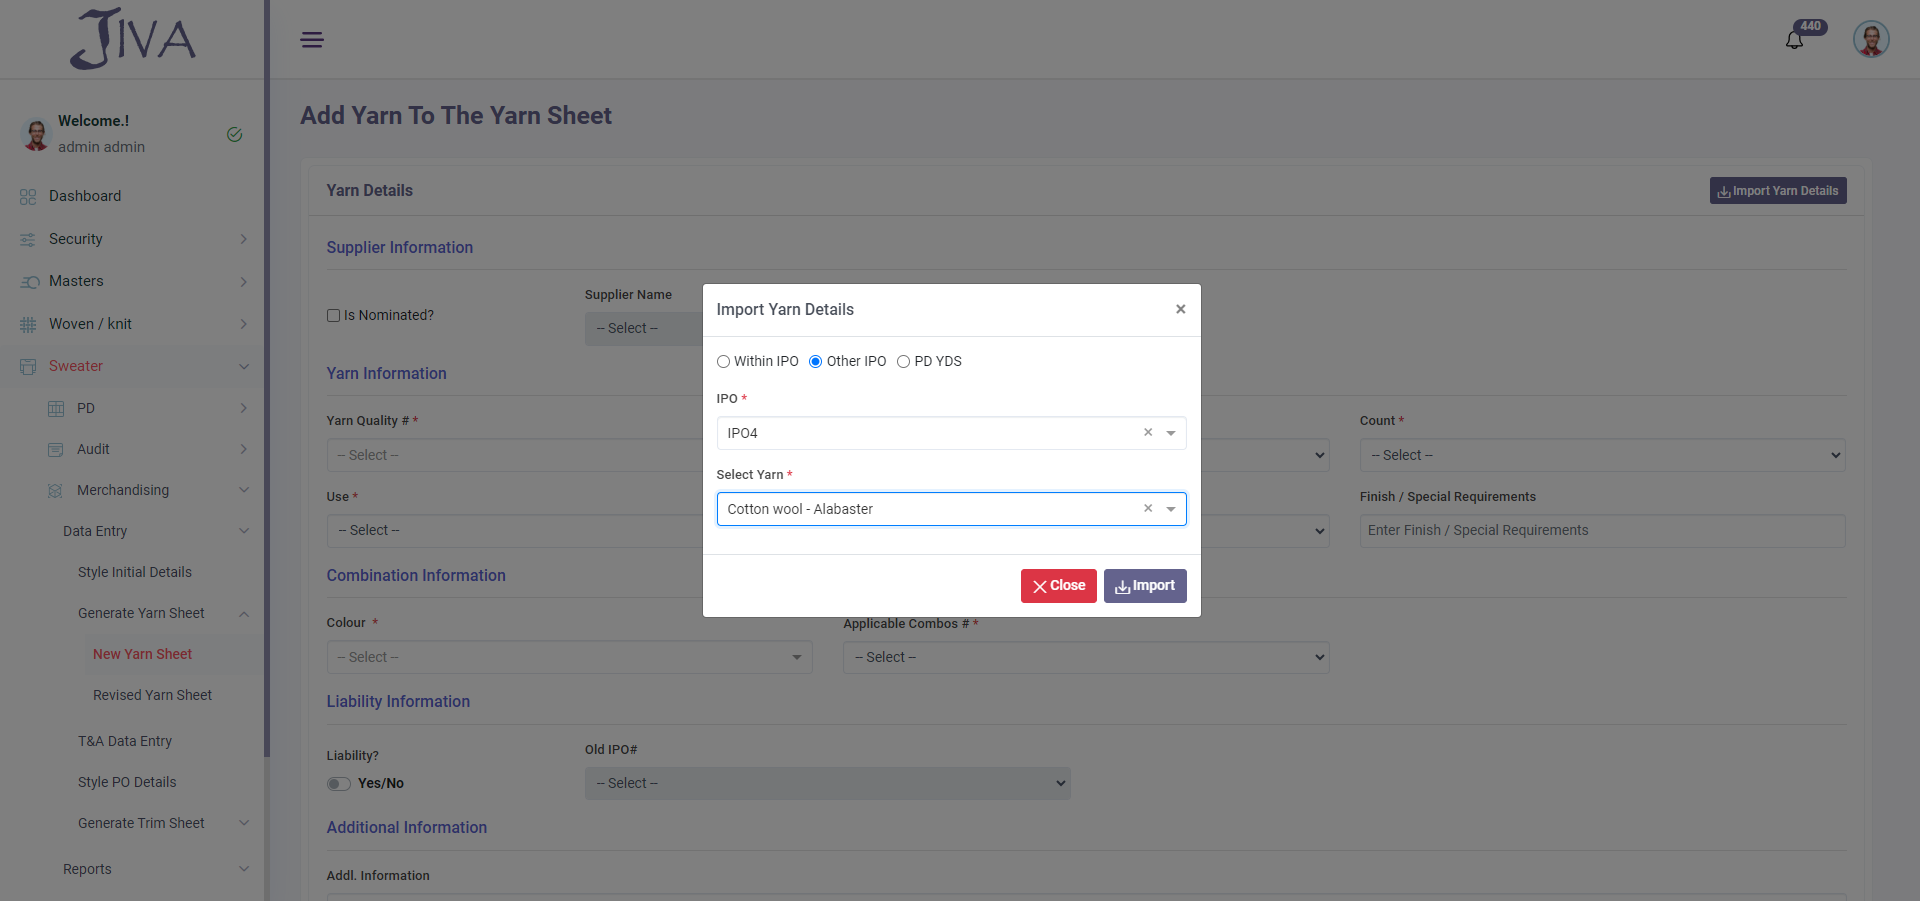 JIVA
440
Welcome.!
admin admin
Dashboard
Security
Masters
Woven / knit
Sweater
PD
Audit
Merchandising
Data Entry
Style Initial Details
Generate Yarn Sheet
New Yarn Sheet
Revised Yarn Sheet
T&A Data Entry
Style PO Details
Generate Trim Sheet
Reports
Add Yarn To The Yarn Sheet
Yarn Details
Import Yarn Details
Supplier Information
Is Nominated?
Supplier Name
-- Select --
Yarn Information
Yarn Quality # *
-- Select --
Count *
-- Select --
Use *
-- Select --
Finish / Special Requirements
Enter Finish / Special Requirements
Combination Information
Colour *
-- Select --
Applicable Combos # *
-- Select --
Liability Information
Liability?
Yes/No
Old IPO#
-- Select --
Additional Information
Addl. Information
Import Yarn Details
×
Within IPO Other IPO PD YDS
IPO *
IPO4 ×
Select Yarn *
Cotton wool - Alabaster ×
Close Import